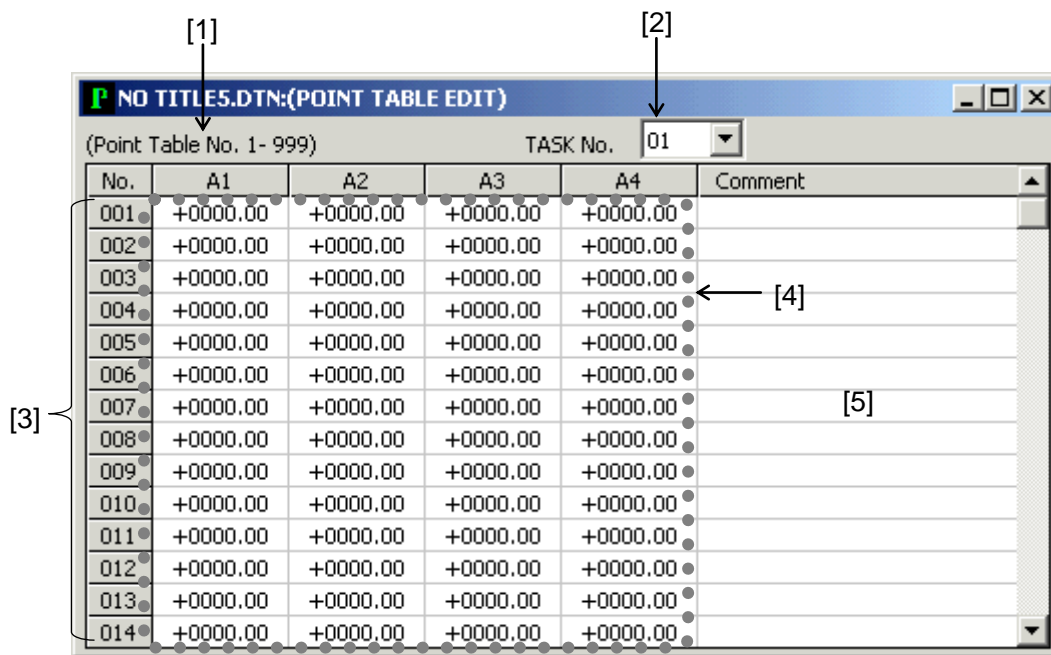 [1] [2]
NO TITLE5.DTN:(POINT TABLE EDIT)
(Point Table No. 1- 999) TASK No. 01
No. A1 A2 A3 A4 Comment
001 +0000.00 +0000.00 +0000.00 +0000.00
002 +0000.00 +0000.00 +0000.00 +0000.00
003 +0000.00 +0000.00 +0000.00 +0000.00
[4]
004 +0000.00 +0000.00 +0000.00 +0000.00
005 +0000.00 +0000.00 +0000.00 +0000.00
006 +0000.00 +0000.00 +0000.00 +0000.00
[3] 007 +0000.00 +0000.00 +0000.00 +0000.00 [5]
008 +0000.00 +0000.00 +0000.00 +0000.00
009 +0000.00 +0000.00 +0000.00 +0000.00
010 +0000.00 +0000.00 +0000.00 +0000.00
011 +0000.00 +0000.00 +0000.00 +0000.00
012 +0000.00 +0000.00 +0000.00 +0000.00
013 +0000.00 +0000.00 +0000.00 +0000.00
014 +0000.00 +0000.00 +0000.00 +0000.00